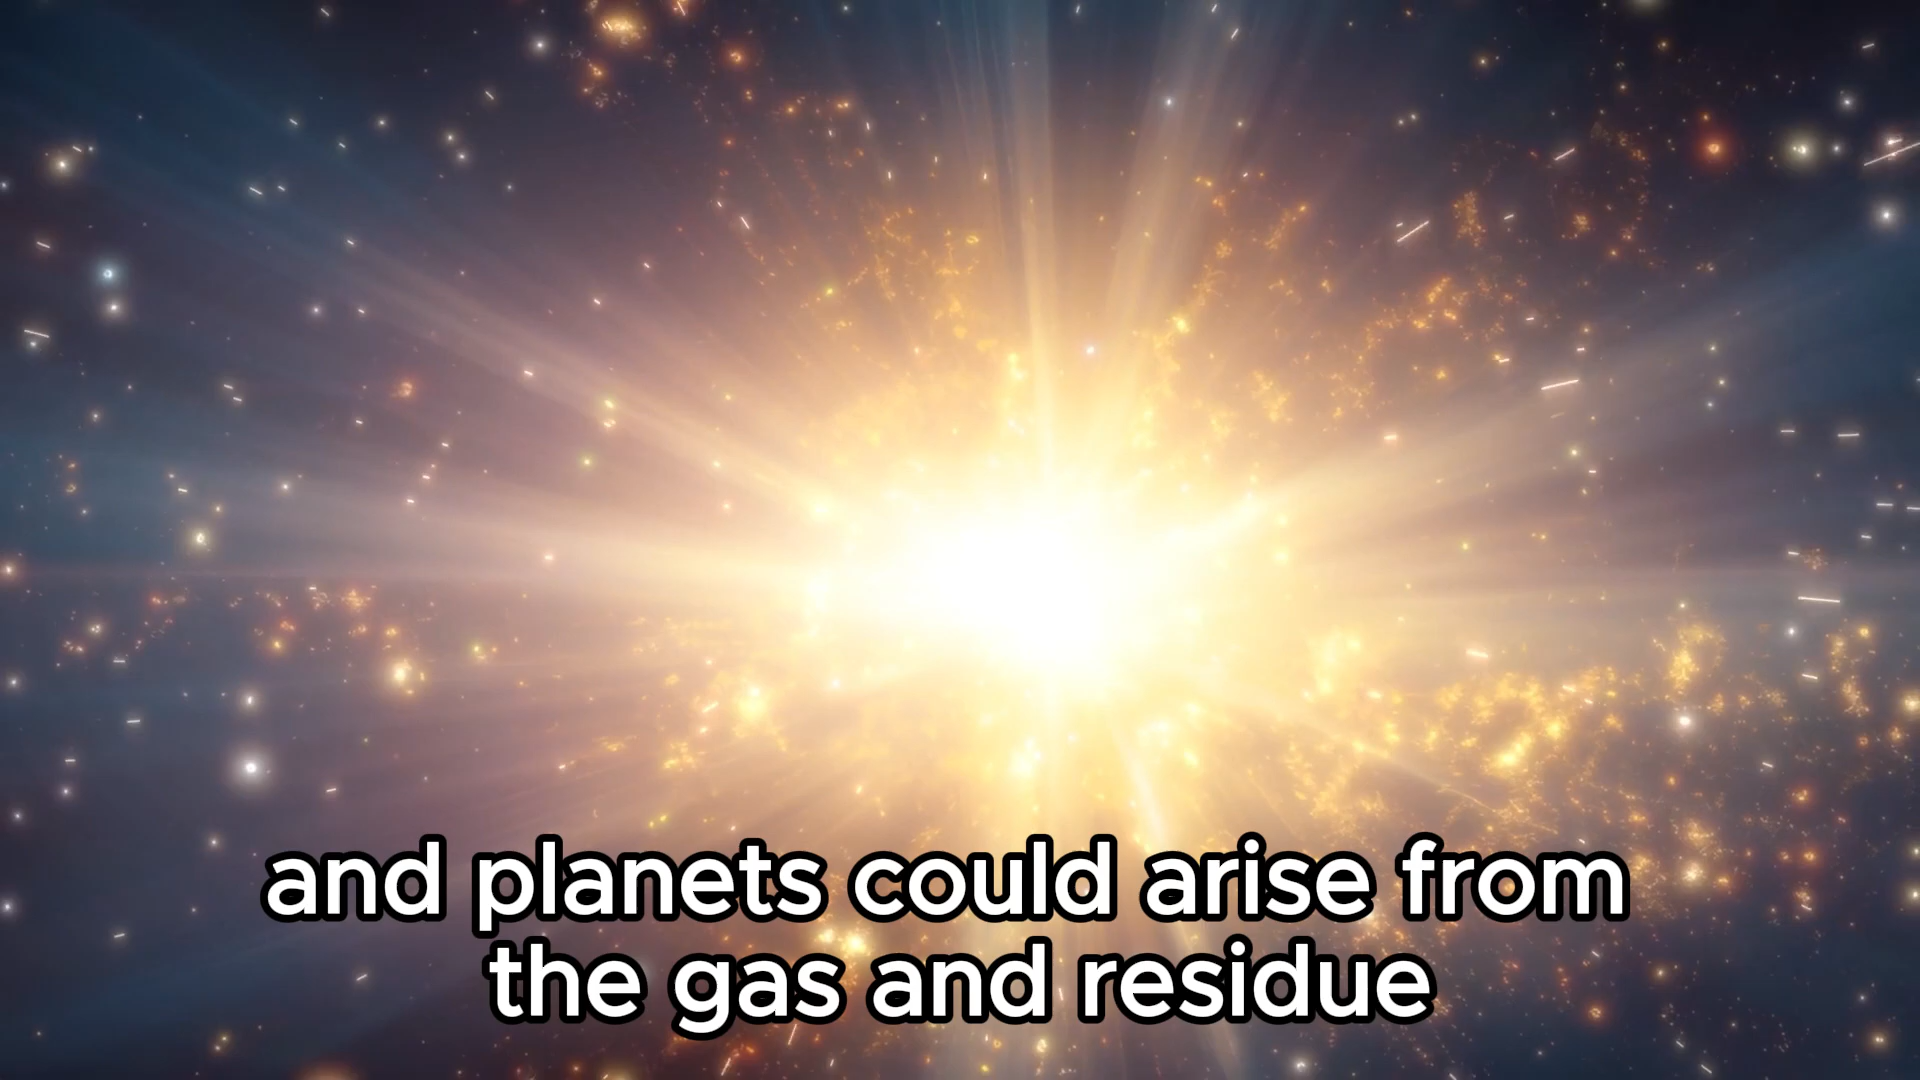 and planets could arise from
the gas and residue